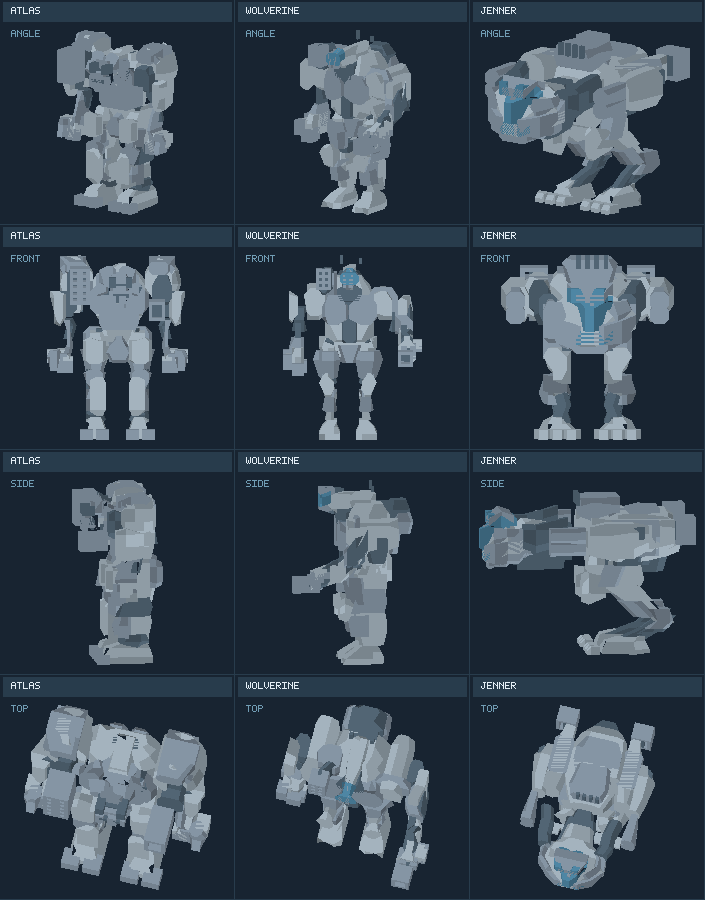 ATLAS WOLVERINE JENNER
ANGLE ANGLE ANGLE
ATLAS WOLVERINE JENNER
FRONT FRONT FRONT
ATLAS WOLVERINE JENNER
SIDE SIDE SIDE
ATLAS WOLVERINE JENNER
TOP TOP TOP